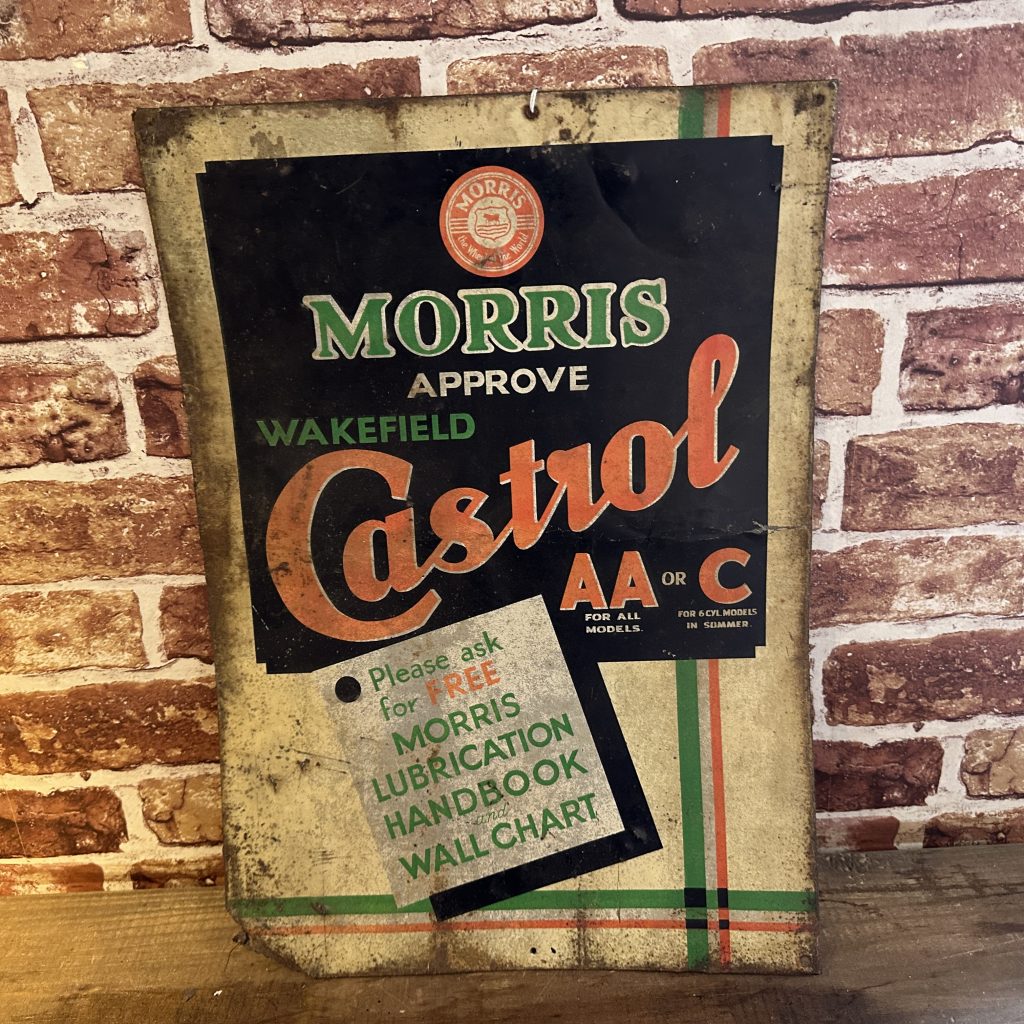 MORRIS
the Wheel of the World
MORRIS
APPROVE
WAKEFIELD
Castrol
AA OR C
FOR ALL
MODELS.
FOR 6 CYL. MODELS
IN SUMMER.
Please ask
for FREE
MORRIS
LUBRICATION
HANDBOOK
and
WALL CHART